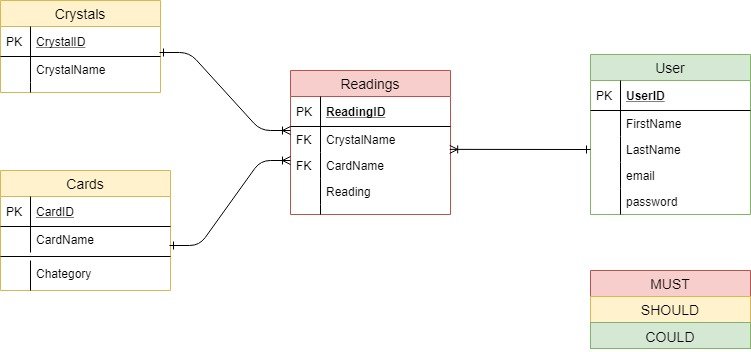 Crystals
PK CrystalID
CrystalName
Cards
PK CardID
CardName
Chategory
Readings
PK ReadingID
FK CrystalName
FK CardName
Reading
User
PK UserID
FirstName
LastName
email
password
MUST
SHOULD
COULD